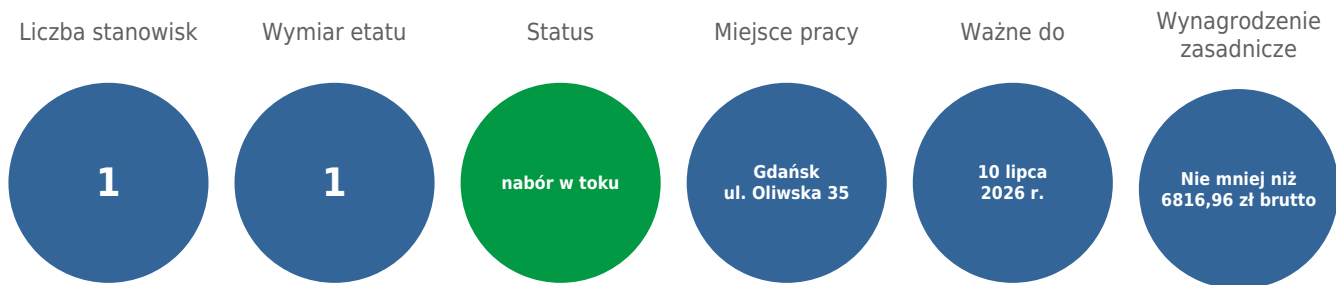 Liczba stanowisk
1
Wymiar etatu
1
Status
nabór w toku
Miejsce pracy
Gdańsk
ul. Oliwska 35
Ważne do
10 lipca
2026 r.
Wynagrodzenie
zasadnicze
Nie mniej niż
6816,96 zł brutto